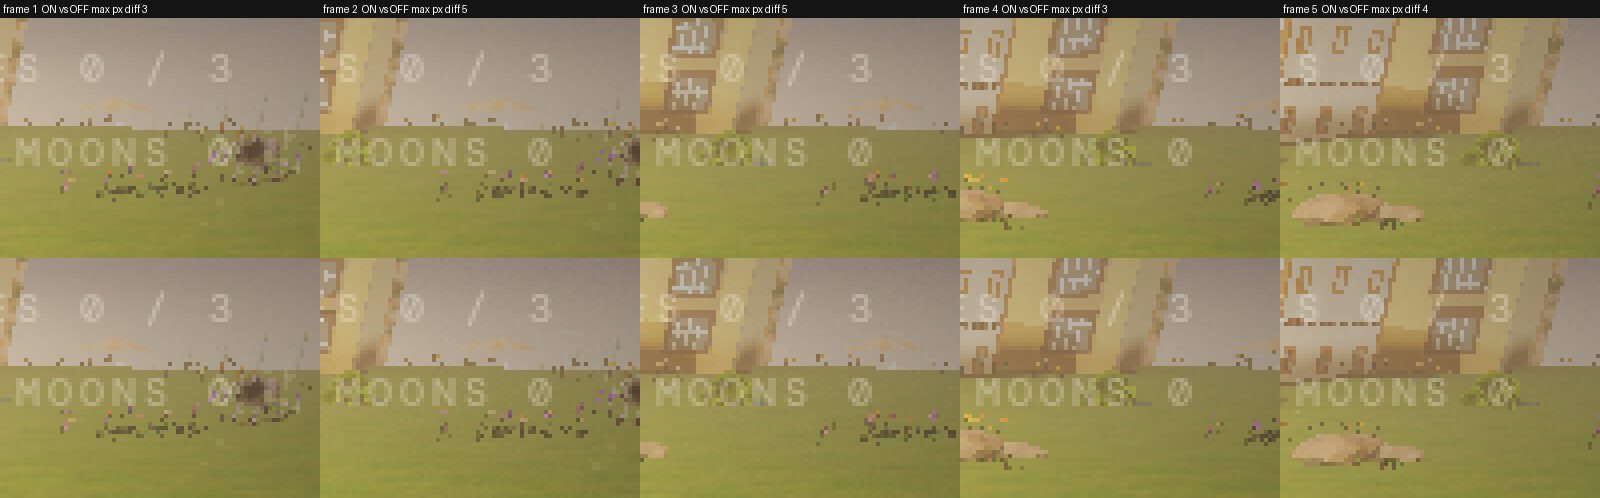 frame 1 ON vs OFF max px diff 3
frame 2 ON vs OFF max px diff 5
frame 3 ON vs OFF max px diff 5
frame 4 ON vs OFF max px diff 3
frame 5 ON vs OFF max px diff 4
S 0 / 3
S 0 / 3
ES 0 / 3
S 0 / 3
S 0 / 3
MOONS 0
MOONS 0
MOONS 0
MOONS 0
MOONS 0
S 0 / 3
S 0 / 3
ES 0 / 3
S 0 / 3
S 0 / 3
MOONS 0
MOONS 0
MOONS 0
MOONS 0
MOONS 0